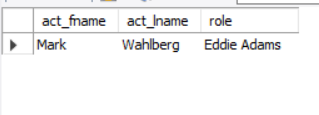 act_fname act_lname role
Mark Wahlberg Eddie Adams